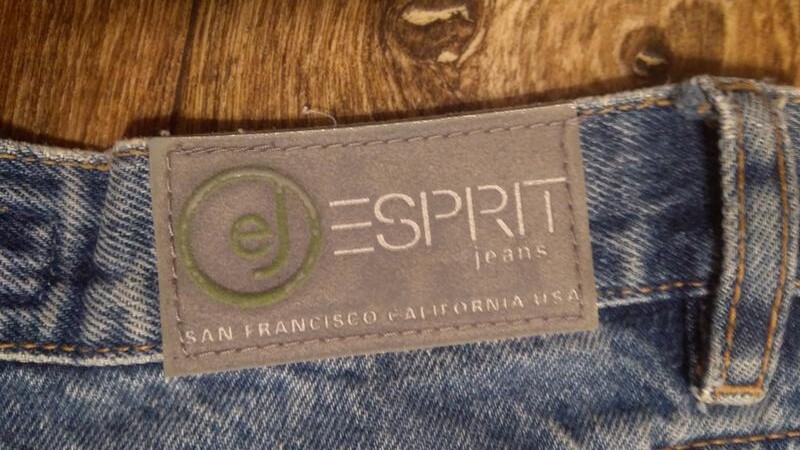 ej
ESPRIT
jeans
SAN FRANCISCO CALIFORNIA USA